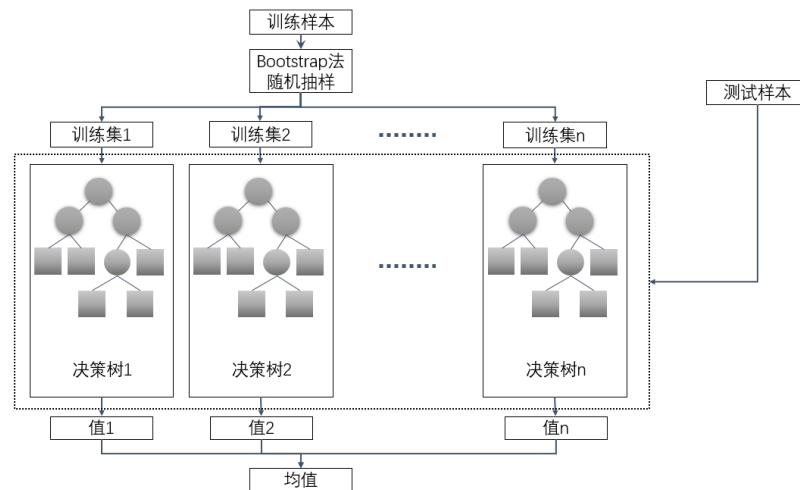 训练样本
Bootstrap法
随机抽样
测试样本
训练集1
训练集2
训练集n
决策树1
决策树2
决策树n
值1
值2
值n
均值